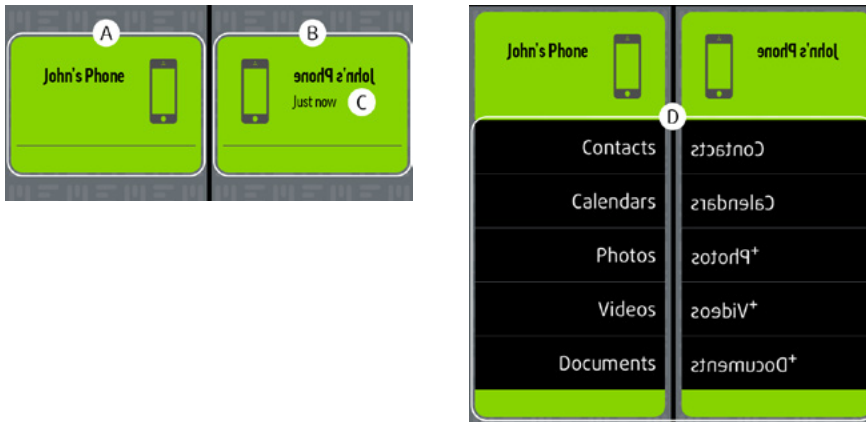 A
B
John's Phone
John's Phone
Just now
C
John's Phone
John's Phone
D
Contacts
Contacts
Calendars
Calendars
Photos
+Photos
Videos
+Videos
Documents
+Documents